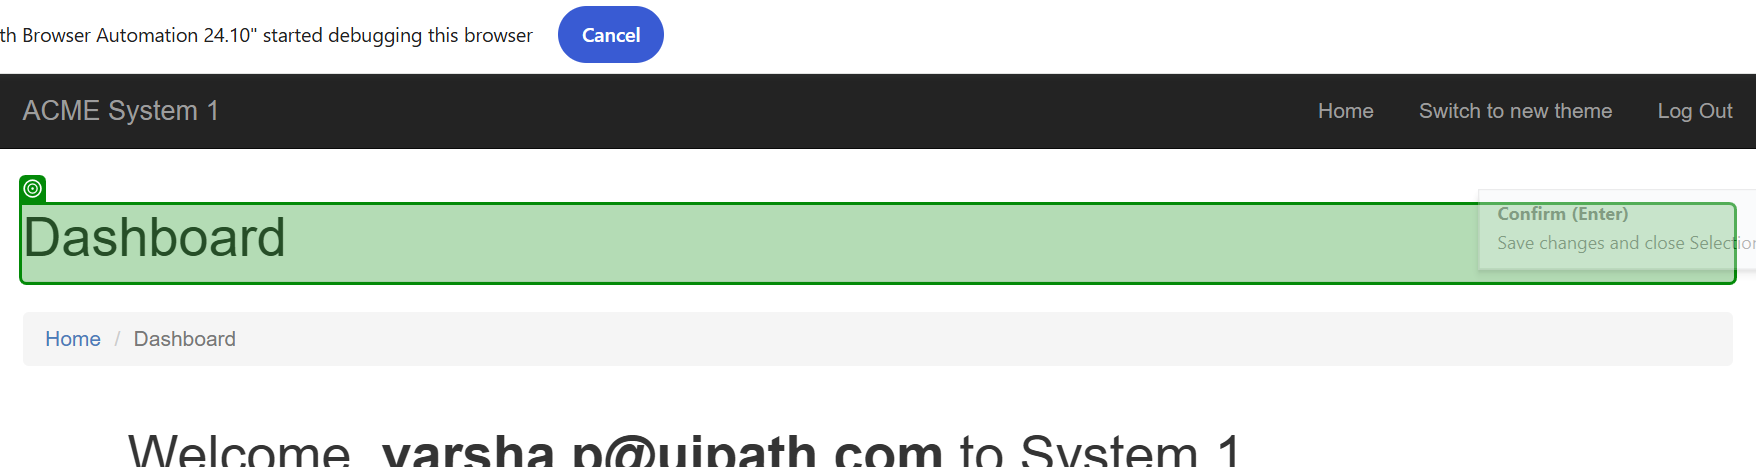 th Browser Automation 24.10" started debugging this browser
Cancel
ACME System 1
Home
Switch to new theme
Log Out
Dashboard
Confirm (Enter)
Save changes and close Selection
Home / Dashboard
Welcome, varsha.p@uipath.com to System 1